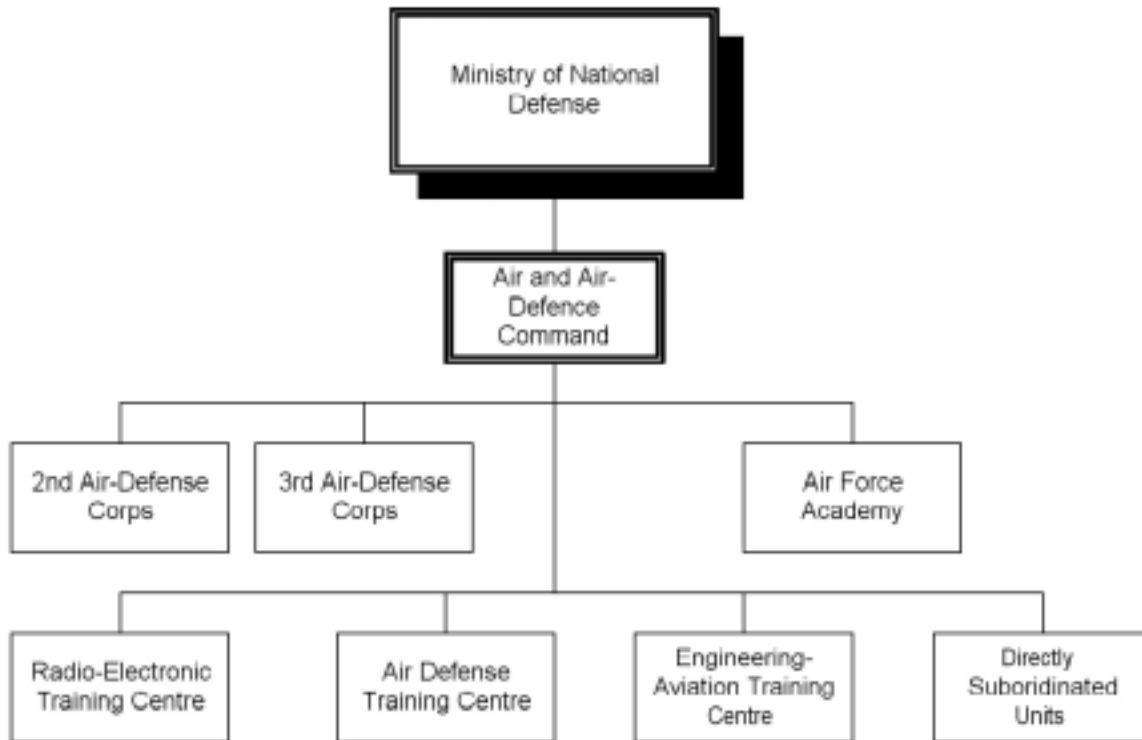 Ministry of National
Defense
Air and Air-
Defence
Command
2nd Air-Defense
Corps
3rd Air-Defense
Corps
Air Force
Academy
Radio-Electronic
Training Centre
Air Defense
Training Centre
Engineering-
Aviation Training
Centre
Directly
Suboridinated
Units